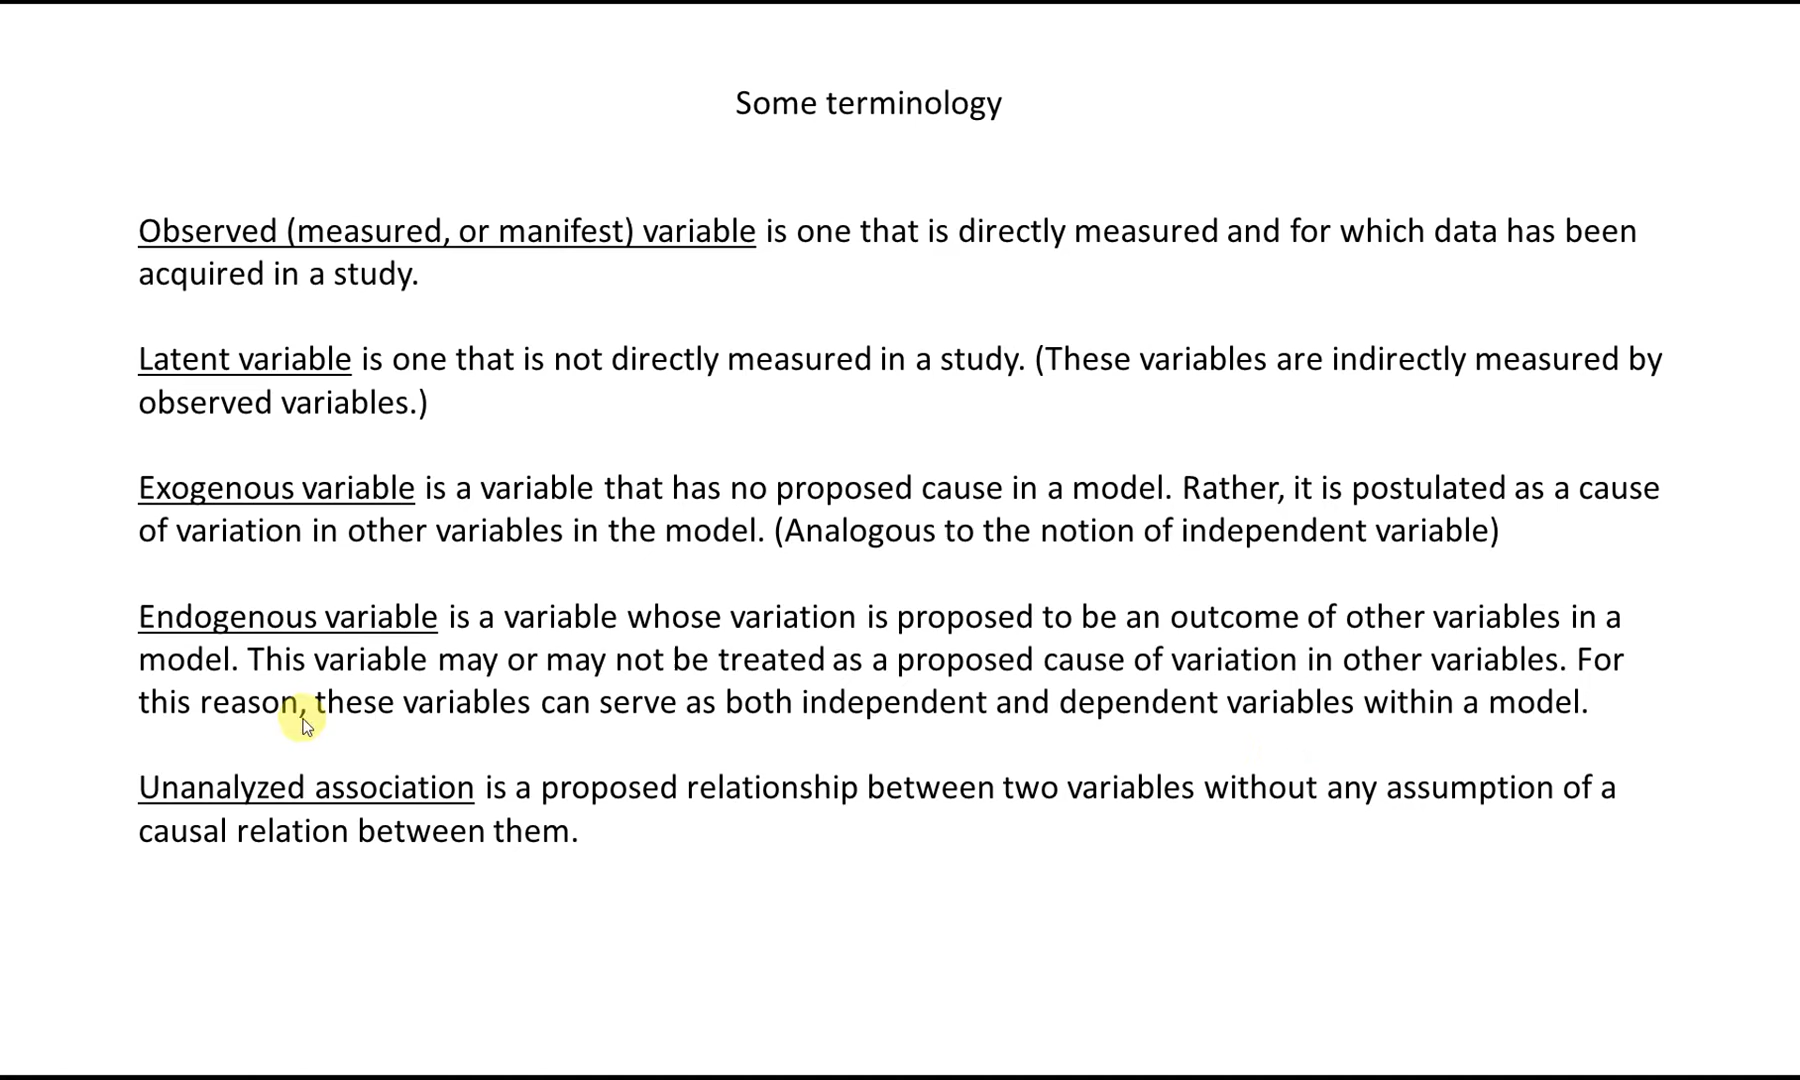 Some terminology
Observed (measured, or manifest) variable is one that is directly measured and for which data has been
acquired in a study.
Latent variable is one that is not directly measured in a study. (These variables are indirectly measured by
observed variables.)
Exogenous variable is a variable that has no proposed cause in a model. Rather, it is postulated as a cause
of variation in other variables in the model. (Analogous to the notion of independent variable)
Endogenous variable is a variable whose variation is proposed to be an outcome of other variables in a
model. This variable may or may not be treated as a proposed cause of variation in other variables. For
this reason, these variables can serve as both independent and dependent variables within a model.
Unanalyzed association is a proposed relationship between two variables without any assumption of a
causal relation between them.